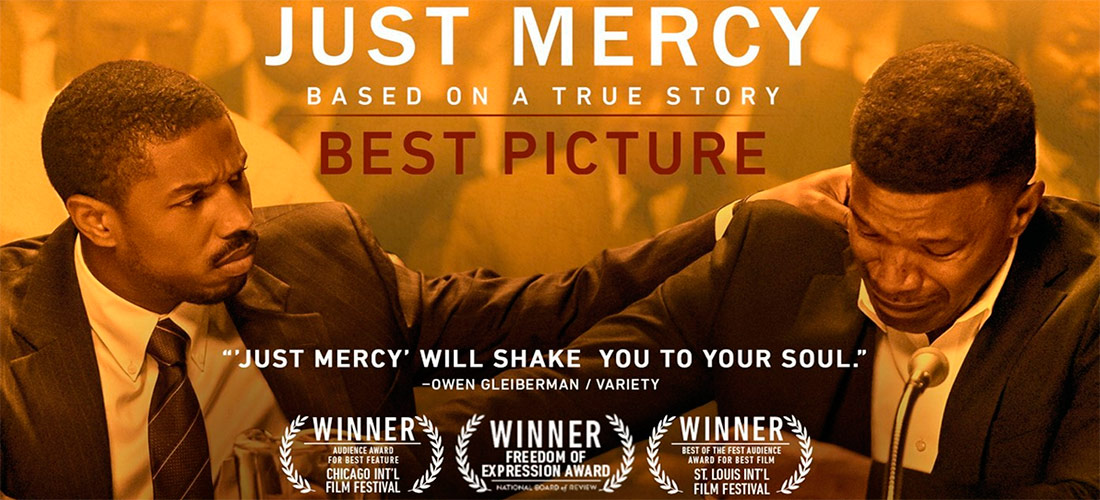 JUST MERCY
BASED ON A TRUE STORY
BEST PICTURE
“‘JUST MERCY’ WILL SHAKE YOU TO YOUR SOUL.”
–OWEN GLEIBERMAN / VARIETY
WINNER
AUDIENCE AWARD
FOR BEST FEATURE
CHICAGO INT'L
FILM FESTIVAL
WINNER
FREEDOM OF
EXPRESSION AWARD
NATIONAL BOARD of REVIEW
WINNER
BEST OF THE FEST AUDIENCE
AWARD FOR BEST FILM
ST. LOUIS INT'L
FILM FESTIVAL